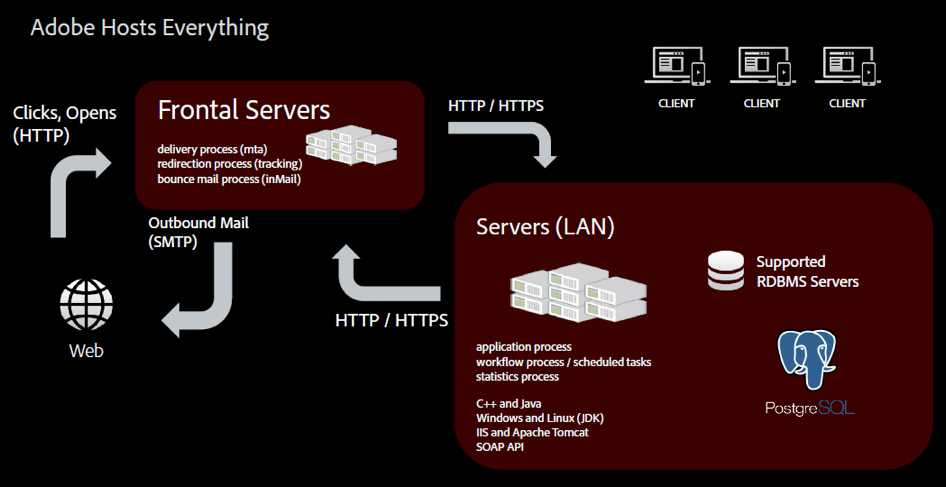 Adobe Hosts Everything
CLIENT
CLIENT
CLIENT
Clicks, Opens
(HTTP)
Frontal Servers
delivery process (mta)
redirection process (tracking)
bounce mail process (inMail)
HTTP / HTTPS
Outbound Mail
(SMTP)
HTTP / HTTPS
Web
Servers (LAN)
Supported
RDBMS Servers
application process
workflow process / scheduled tasks
statistics process
C++ and Java
Windows and Linux (JDK)
IIS and Apache Tomcat
SOAP API
PostgreSQL